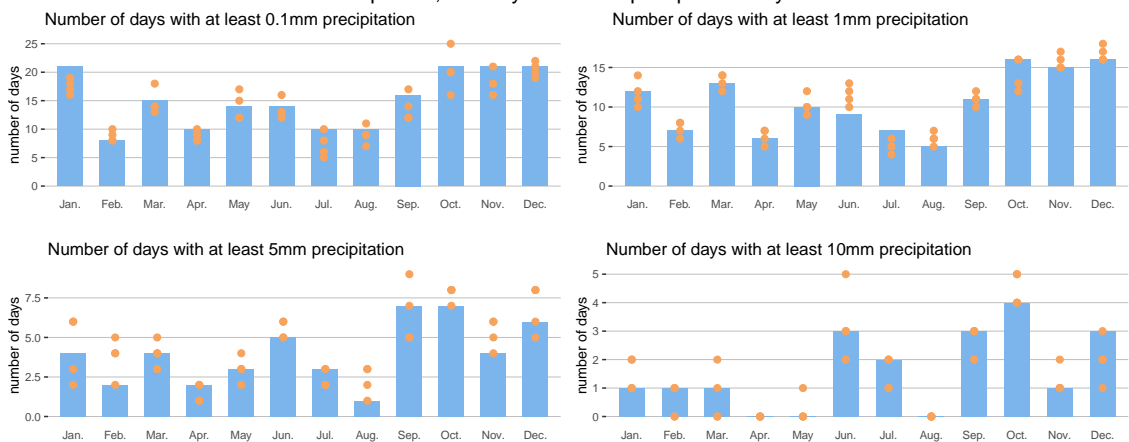 Number of days with at least 0.1mm precipitation
number of days
25
20
15
10
5
0
Jan. Feb. Mar. Apr. May Jun. Jul. Aug. Sep. Oct. Nov. Dec.
Number of days with at least 1mm precipitation
number of days
15
10
5
0
Jan. Feb. Mar. Apr. May Jun. Jul. Aug. Sep. Oct. Nov. Dec.
Number of days with at least 5mm precipitation
number of days
7.5
5.0
2.5
0.0
Jan. Feb. Mar. Apr. May Jun. Jul. Aug. Sep. Oct. Nov. Dec.
Number of days with at least 10mm precipitation
number of days
5
4
3
2
1
0
Jan. Feb. Mar. Apr. May Jun. Jul. Aug. Sep. Oct. Nov. Dec.